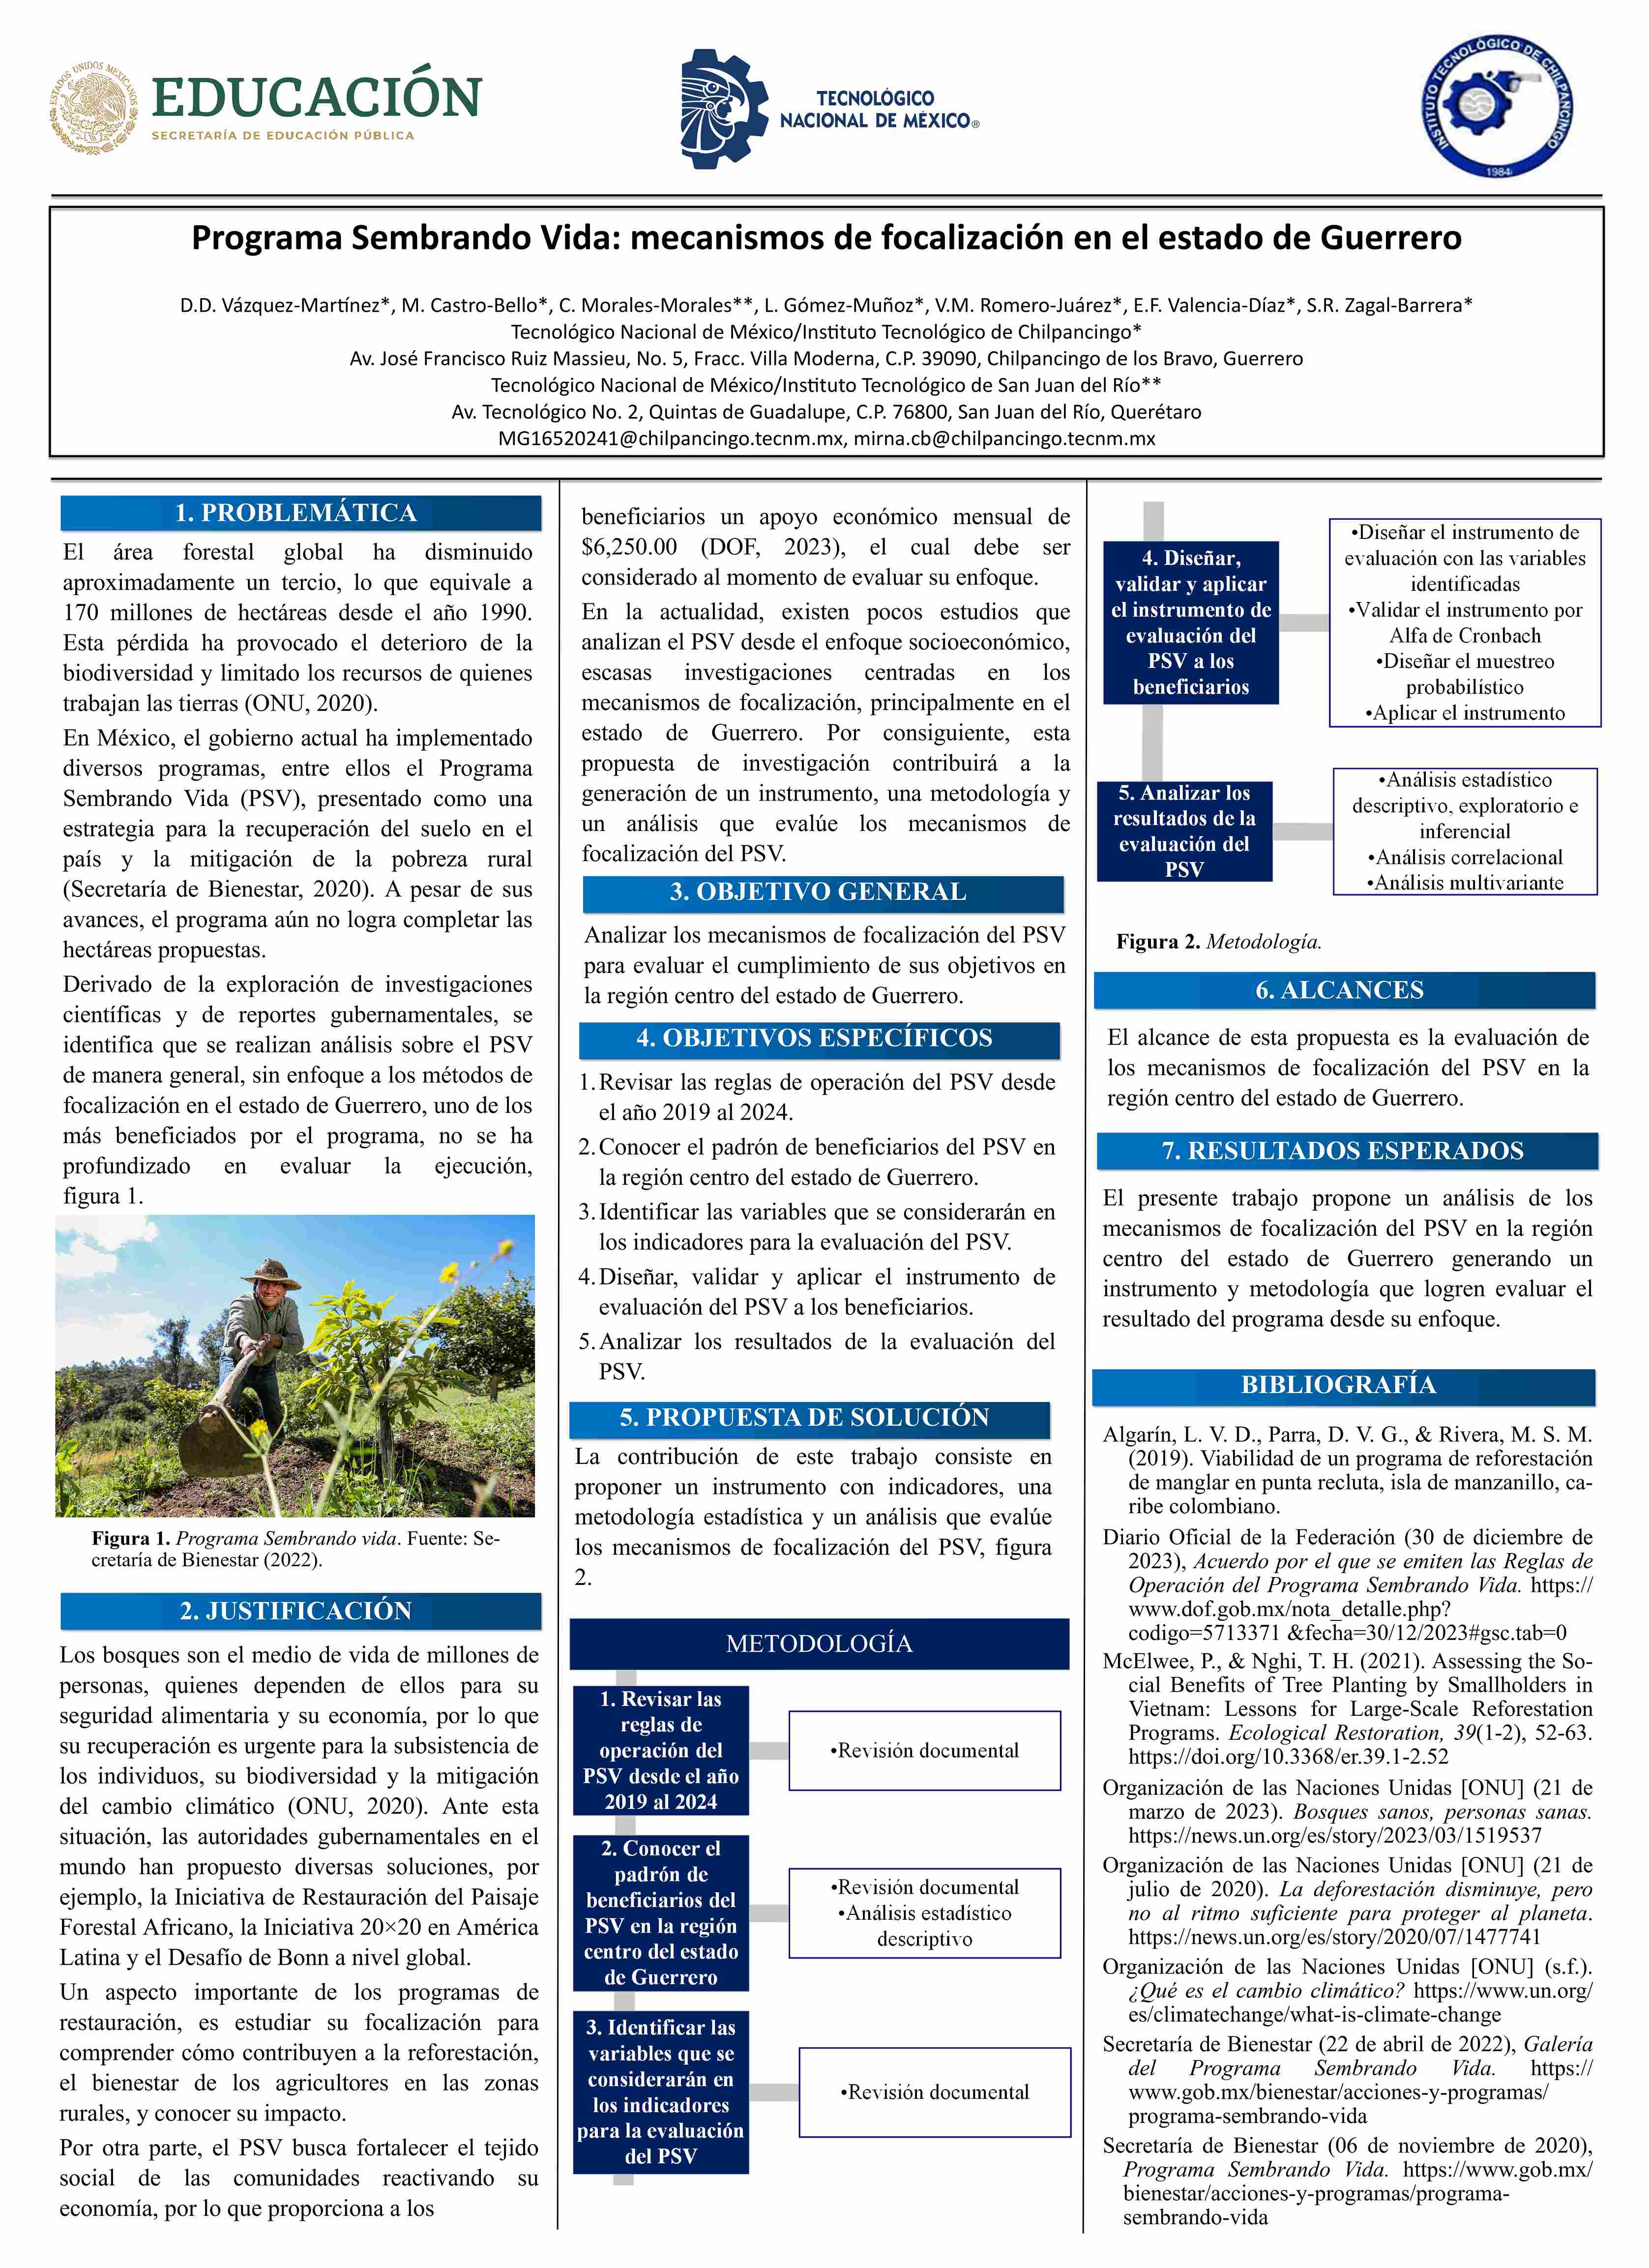 ESTADOS UNIDOS MEXICANOS
EDUCACIÓN
SECRETARÍA DE EDUCACIÓN PÚBLICA
TECNOLÓGICO
NACIONAL DE MÉXICO®
INSTITUTO TECNOLÓGICO DE CHILPANCINGO
1984
Programa Sembrando Vida: mecanismos de focalización en el estado de Guerrero
D.D. Vázquez-Martínez*, M. Castro-Bello*, C. Morales-Morales**, L. Gómez-Muñoz*, V.M. Romero-Juárez*, E.F. Valencia-Díaz*, S.R. Zagal-Barrera*
Tecnológico Nacional de México/Instituto Tecnológico de Chilpancingo*
Av. José Francisco Ruiz Massieu, No. 5, Fracc. Villa Moderna, C.P. 39090, Chilpancingo de los Bravo, Guerrero
Tecnológico Nacional de México/Instituto Tecnológico de San Juan del Río**
Av. Tecnológico No. 2, Quintas de Guadalupe, C.P. 76800, San Juan del Río, Querétaro
MG16520241@chilpancingo.tecnm.mx, mirna.cb@chilpancingo.tecnm.mx
1. PROBLEMÁTICA
El área forestal global ha disminuido
aproximadamente un tercio, lo que equivale a
170 millones de hectáreas desde el año 1990.
Esta pérdida ha provocado el deterioro de la
biodiversidad y limitado los recursos de quienes
trabajan las tierras (ONU, 2020).
En México, el gobierno actual ha implementado
diversos programas, entre ellos el Programa
Sembrando Vida (PSV), presentado como una
estrategia para la recuperación del suelo en el
país y la mitigación de la pobreza rural
(Secretaría de Bienestar, 2020). A pesar de sus
avances, el programa aún no logra completar las
hectáreas propuestas.
Derivado de la exploración de investigaciones
científicas y de reportes gubernamentales, se
identifica que se realizan análisis sobre el PSV
de manera general, sin enfoque a los métodos de
focalización en el estado de Guerrero, uno de los
más beneficiados por el programa, no se ha
profundizado en evaluar la ejecución,
figura 1.
Figura 1. Programa Sembrando vida. Fuente: Se-
cretaría de Bienestar (2022).
2. JUSTIFICACIÓN
Los bosques son el medio de vida de millones de
personas, quienes dependen de ellos para su
seguridad alimentaria y su economía, por lo que
su recuperación es urgente para la subsistencia de
los individuos, su biodiversidad y la mitigación
del cambio climático (ONU, 2020). Ante esta
situación, las autoridades gubernamentales en el
mundo han propuesto diversas soluciones, por
ejemplo, la Iniciativa de Restauración del Paisaje
Forestal Africano, la Iniciativa 20×20 en América
Latina y el Desafío de Bonn a nivel global.
Un aspecto importante de los programas de
restauración, es estudiar su focalización para
comprender cómo contribuyen a la reforestación,
el bienestar de los agricultores en las zonas
rurales, y conocer su impacto.
Por otra parte, el PSV busca fortalecer el tejido
social de las comunidades reactivando su
economía, por lo que proporciona a los
beneficiarios un apoyo económico mensual de
$6,250.00 (DOF, 2023), el cual debe ser
considerado al momento de evaluar su enfoque.
En la actualidad, existen pocos estudios que
analizan el PSV desde el enfoque socioeconómico,
escasas investigaciones centradas en los
mecanismos de focalización, principalmente en el
estado de Guerrero. Por consiguiente, esta
propuesta de investigación contribuirá a la
generación de un instrumento, una metodología y
un análisis que evalúe los mecanismos de
focalización del PSV.
3. OBJETIVO GENERAL
Analizar los mecanismos de focalización del PSV
para evaluar el cumplimiento de sus objetivos en
la región centro del estado de Guerrero.
4. OBJETIVOS ESPECÍFICOS
1. Revisar las reglas de operación del PSV desde
el año 2019 al 2024.
2. Conocer el padrón de beneficiarios del PSV en
la región centro del estado de Guerrero.
3. Identificar las variables que se considerarán en
los indicadores para la evaluación del PSV.
4. Diseñar, validar y aplicar el instrumento de
evaluación del PSV a los beneficiarios.
5. Analizar los resultados de la evaluación del
PSV.
5. PROPUESTA DE SOLUCIÓN
La contribución de este trabajo consiste en
proponer un instrumento con indicadores, una
metodología estadística y un análisis que evalúe
los mecanismos de focalización del PSV, figura
2.
METODOLOGÍA
1. Revisar las
reglas de
operación del
PSV desde el año
2019 al 2024
•Revisión documental
2. Conocer el
padrón de
beneficiarios del
PSV en la región
centro del estado
de Guerrero
•Revisión documental
•Análisis estadístico
descriptivo
3. Identificar las
variables que se
considerarán en
los indicadores
para la evaluación
del PSV
•Revisión documental
4. Diseñar,
validar y aplicar
el instrumento de
evaluación del
PSV a los
beneficiarios
•Diseñar el instrumento de
evaluación con las variables
identificadas
•Validar el instrumento por
Alfa de Cronbach
•Diseñar el muestreo
probabilístico
•Aplicar el instrumento
5. Analizar los
resultados de la
evaluación del
PSV
•Análisis estadístico
descriptivo, exploratorio e
inferencial
•Análisis correlacional
•Análisis multivariante
Figura 2. Metodología.
6. ALCANCES
El alcance de esta propuesta es la evaluación de
los mecanismos de focalización del PSV en la
región centro del estado de Guerrero.
7. RESULTADOS ESPERADOS
El presente trabajo propone un análisis de los
mecanismos de focalización del PSV en la región
centro del estado de Guerrero generando un
instrumento y metodología que logren evaluar el
resultado del programa desde su enfoque.
BIBLIOGRAFÍA
Algarín, L. V. D., Parra, D. V. G., & Rivera, M. S. M.
(2019). Viabilidad de un programa de reforestación
de manglar en punta recluta, isla de manzanillo, ca-
ribe colombiano.
Diario Oficial de la Federación (30 de diciembre de
2023), Acuerdo por el que se emiten las Reglas de
Operación del Programa Sembrando Vida. https://
www.dof.gob.mx/nota_detalle.php?
codigo=5713371 &fecha=30/12/2023#gsc.tab=0
McElwee, P., & Nghi, T. H. (2021). Assessing the So-
cial Benefits of Tree Planting by Smallholders in
Vietnam: Lessons for Large-Scale Reforestation
Programs. Ecological Restoration, 39(1-2), 52-63.
https://doi.org/10.3368/er.39.1-2.52
Organización de las Naciones Unidas [ONU] (21 de
marzo de 2023). Bosques sanos, personas sanas.
https://news.un.org/es/story/2023/03/1519537
Organización de las Naciones Unidas [ONU] (21 de
julio de 2020). La deforestación disminuye, pero
no al ritmo suficiente para proteger al planeta.
https://news.un.org/es/story/2020/07/1477741
Organización de las Naciones Unidas [ONU] (s.f.).
¿Qué es el cambio climático? https://www.un.org/
es/climatechange/what-is-climate-change
Secretaría de Bienestar (22 de abril de 2022), Galería
del Programa Sembrando Vida. https://
www.gob.mx/bienestar/acciones-y-programas/
programa-sembrando-vida
Secretaría de Bienestar (06 de noviembre de 2020),
Programa Sembrando Vida. https://www.gob.mx/
bienestar/acciones-y-programas/programa-
sembrando-vida